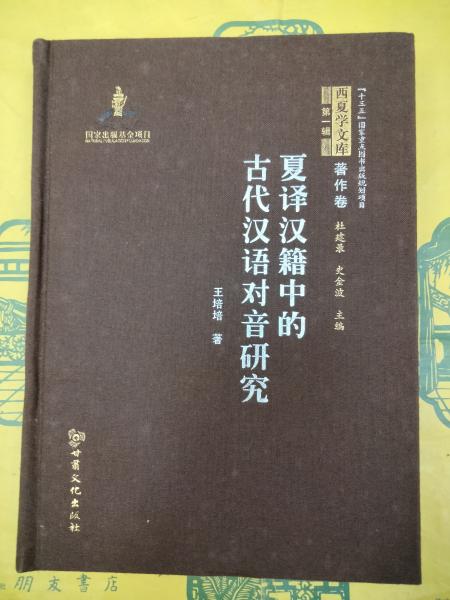 『十三五』国家重点图书出版规划项目
西夏学文库
第一辑
著作卷
杜建录 史金波 主编
国家出版基金项目
NATIONAL PUBLICATION FOUNDATION
夏译汉籍中的
古代汉语对音研究
王培培 著
甘肃文化出版社
朋友書店